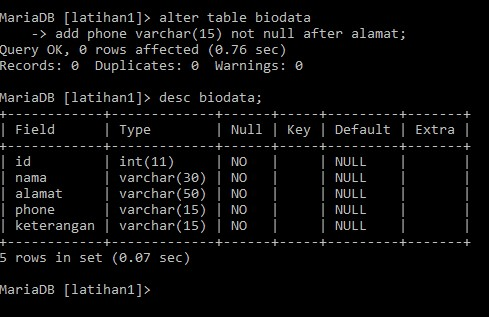 MariaDB [latihan1]> alter table biodata
    -> add phone varchar(15) not null after alamat;
Query OK, 0 rows affected (0.76 sec)
Records: 0  Duplicates: 0  Warnings: 0

MariaDB [latihan1]> desc biodata;
+------------+-------------+------+-----+---------+-------+
| Field      | Type        | Null | Key | Default | Extra |
+------------+-------------+------+-----+---------+-------+
| id         | int(11)     | NO   |     | NULL    |       |
| nama       | varchar(30) | NO   |     | NULL    |       |
| alamat     | varchar(50) | NO   |     | NULL    |       |
| phone      | varchar(15) | NO   |     | NULL    |       |
| keterangan | varchar(15) | NO   |     | NULL    |       |
+------------+-------------+------+-----+---------+-------+
5 rows in set (0.07 sec)

MariaDB [latihan1]>